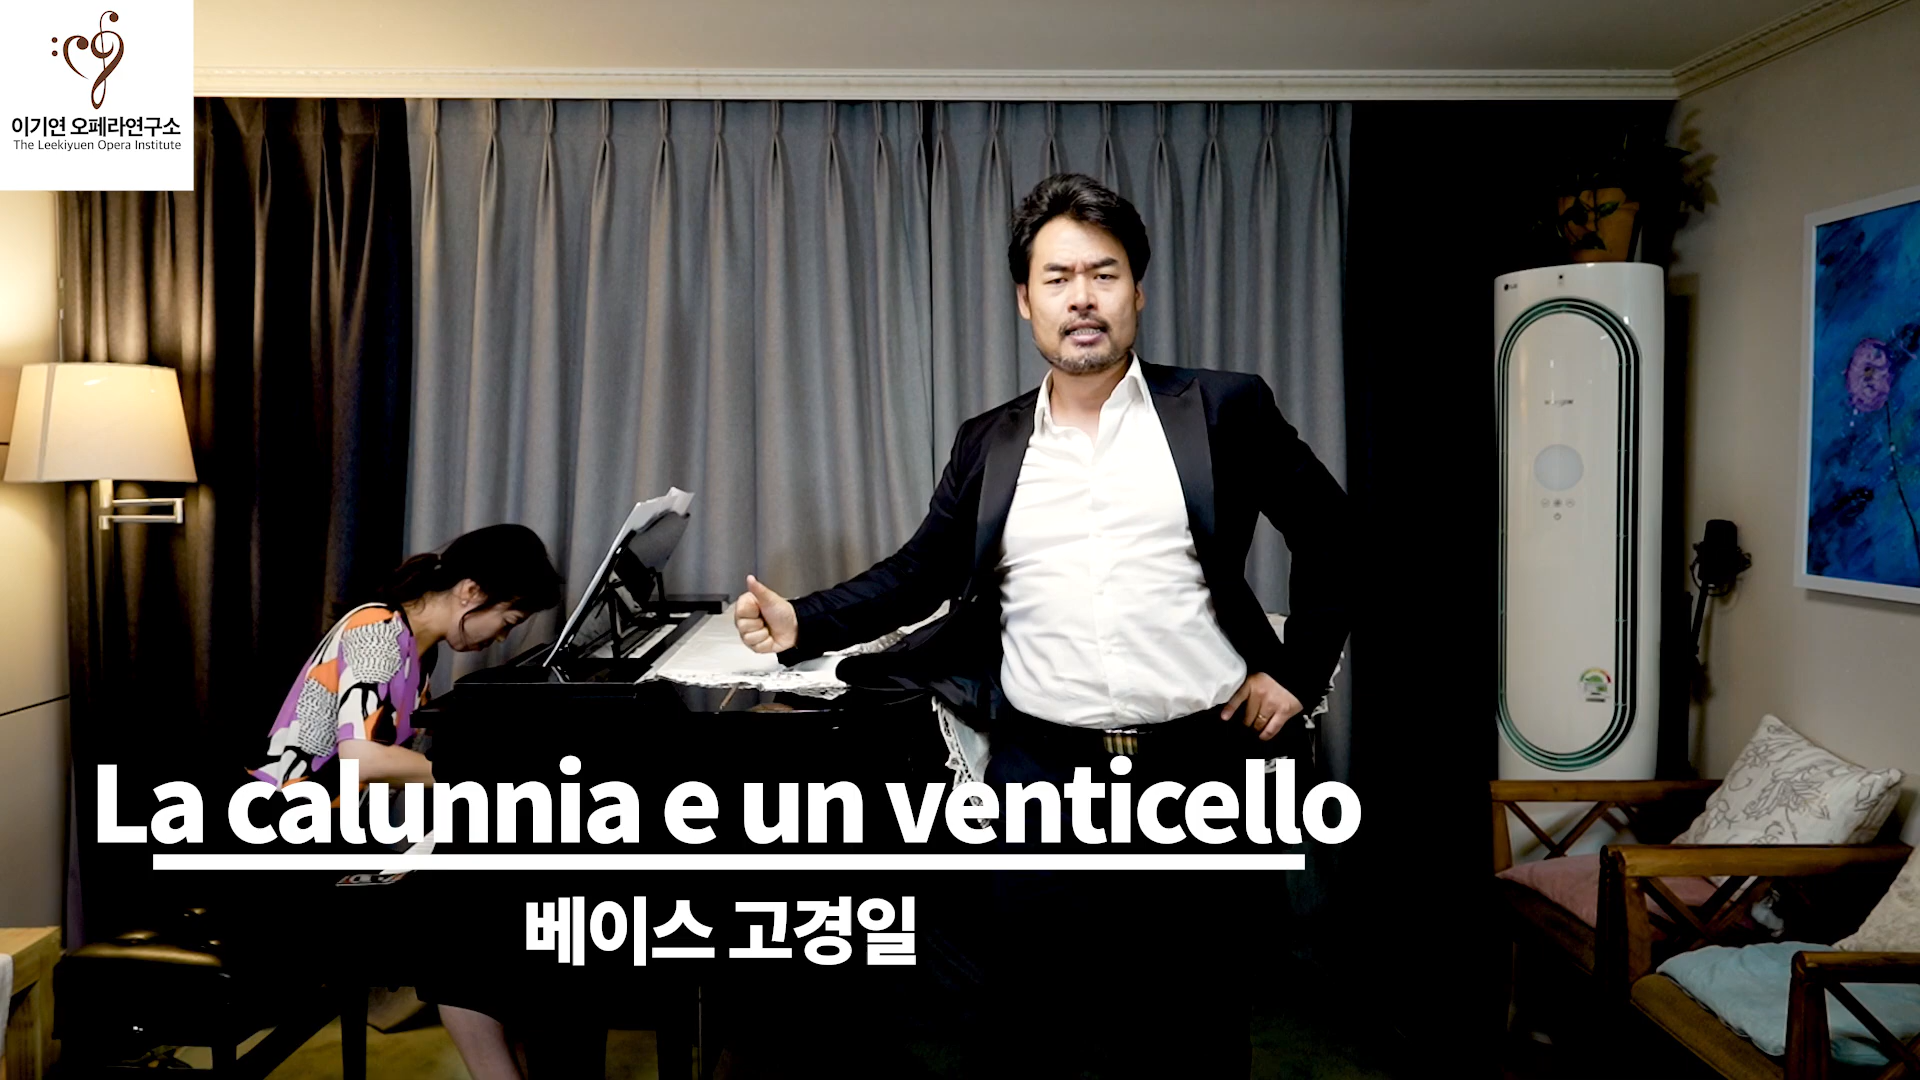 이기연 오페라연구소
The Leekiyuen Opera Institute
LG
La calunnia e un venticello
베이스 고경일